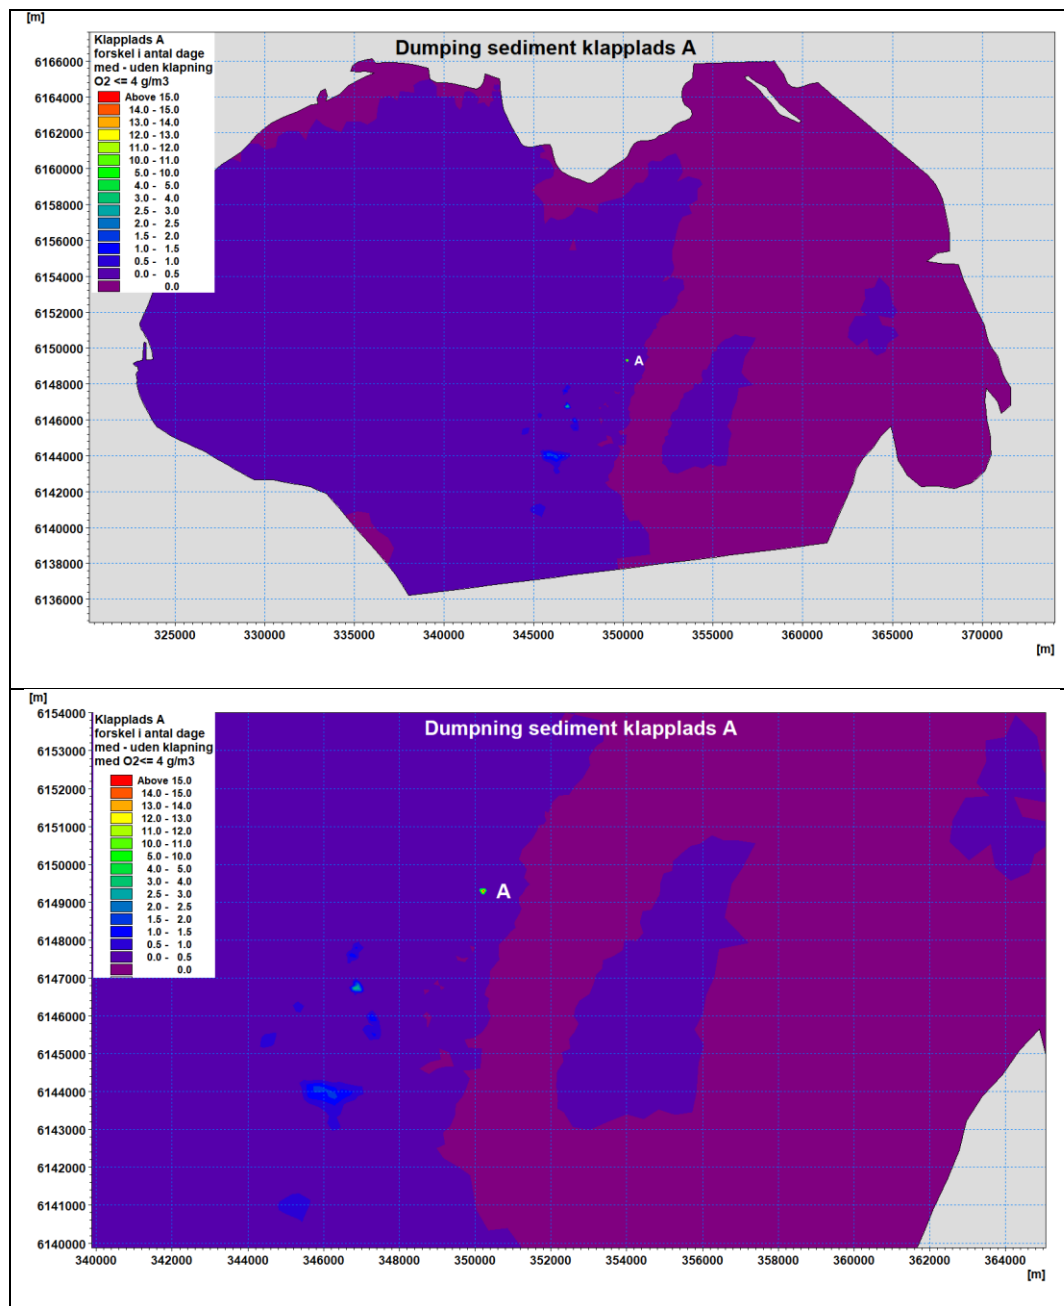 [m]
Klapplads A
forskel i antal dage
med - uden klapning
O2 <= 4 g/m3
Above 15.0
14.0 - 15.0
13.0 - 14.0
12.0 - 13.0
11.0 - 12.0
10.0 - 11.0
5.0 - 10.0
4.0 - 5.0
3.0 - 4.0
2.5 - 3.0
2.0 - 2.5
1.5 - 2.0
1.0 - 1.5
0.5 - 1.0
0.0 - 0.5
0.0
Dumping sediment klapplads A
6166000
6164000
6162000
6160000
6158000
6156000
6154000
6152000
6150000
6148000
6146000
6144000
6142000
6140000
6138000
6136000
A
325000 330000 335000 340000 345000 350000 355000 360000 365000 370000
[m]
[m]
Klapplads A
forskel i antal dage
med - uden klapning
med O2<= 4 g/m3
Above 15.0
14.0 - 15.0
13.0 - 14.0
12.0 - 13.0
11.0 - 12.0
10.0 - 11.0
5.0 - 10.0
4.0 - 5.0
3.0 - 4.0
2.5 - 3.0
2.0 - 2.5
1.5 - 2.0
1.0 - 1.5
0.5 - 1.0
0.0 - 0.5
0.0
Dumpning sediment klapplads A
6154000
6153000
6152000
6151000
6150000
6149000
6148000
6147000
6146000
6145000
6144000
6143000
6142000
6141000
6140000
A
340000 342000 344000 346000 348000 350000 352000 354000 356000 358000 360000 362000 364000
[m]